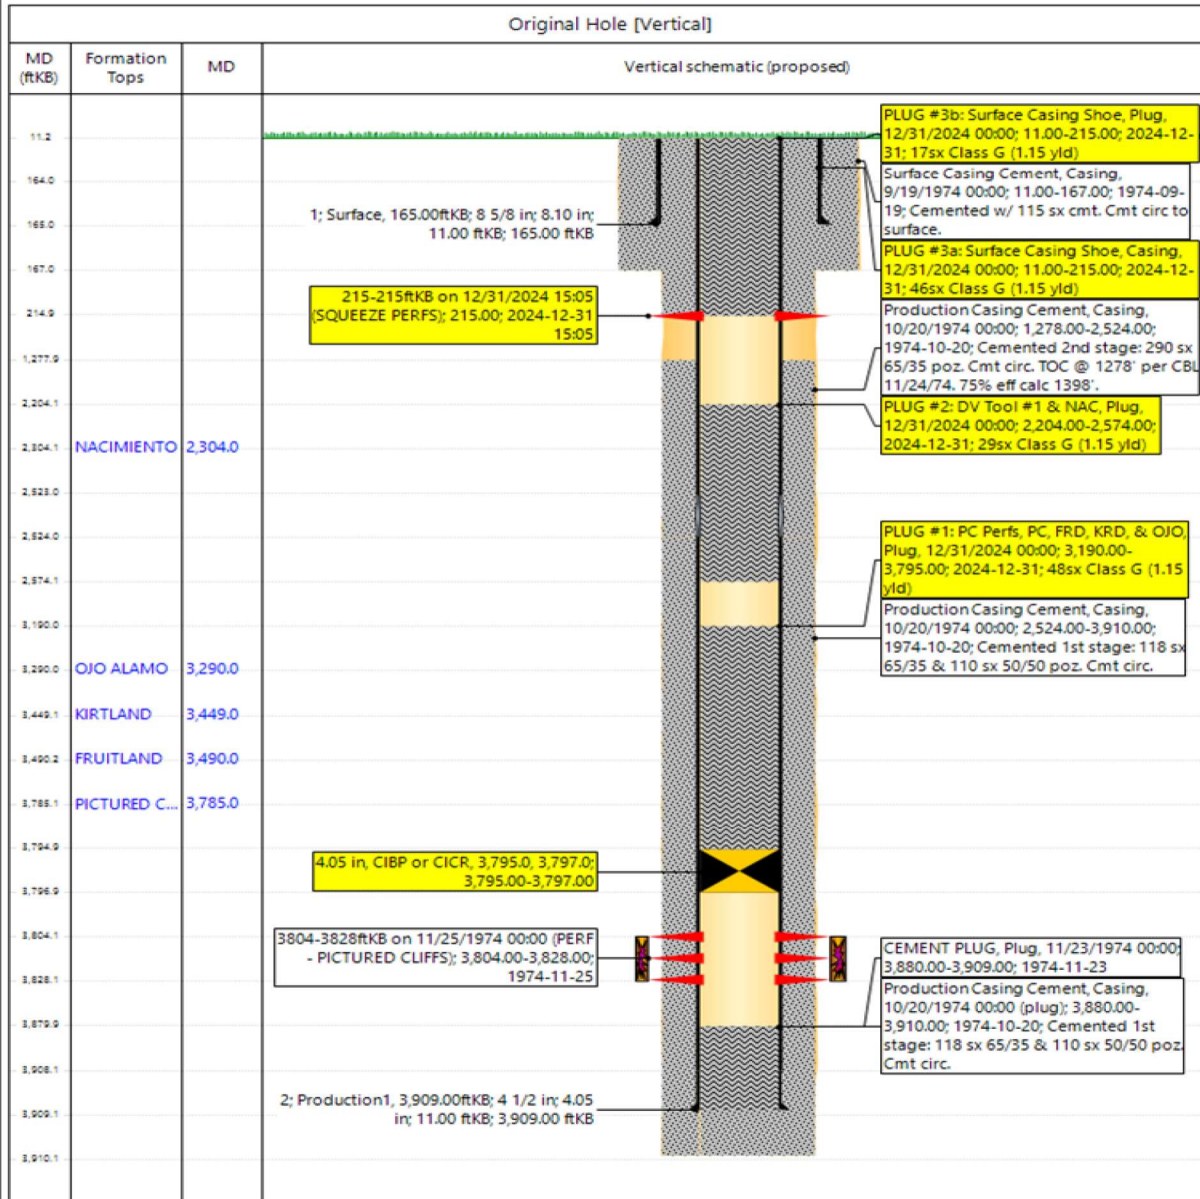 Original Hole [Vertical]
MD
(ftKB)
Formation
Tops
MD
Vertical schematic (proposed)
11.2
164.0
165.0
167.0
214.9
1,277.9
2,204.1
2,304.1
2,523.0
2,524.0
2,574.1
3,190.0
3,290.0
3,449.1
3,490.2
3,785.1
3,794.9
3,796.9
3,804.1
3,828.1
3,879.9
3,908.1
3,909.1
3,910.1
NACIMIENTO 2,304.0
OJO ALAMO 3,290.0
KIRTLAND 3,449.0
FRUITLAND 3,490.0
PICTURED C... 3,785.0
1; Surface, 165.00ftKB; 8 5/8 in; 8.10 in;
11.00 ftKB; 165.00 ftKB
215-215ftKB on 12/31/2024 15:05
(SQUEEZE PERFS); 215.00; 2024-12-31
15:05
4.05 in, CIBP or CICR, 3,795.0, 3,797.0;
3,795.00-3,797.00
3804-3828ftKB on 11/25/1974 00:00 (PERF
- PICTURED CLIFFS); 3,804.00-3,828.00;
1974-11-25
2; Production1, 3,909.00ftKB; 4 1/2 in; 4.05
in; 11.00 ftKB; 3,909.00 ftKB
PLUG #3b: Surface Casing Shoe, Plug,
12/31/2024 00:00; 11.00-215.00; 2024-12-
31; 17sx Class G (1.15 yld)
Surface Casing Cement, Casing,
9/19/1974 00:00; 11.00-167.00; 1974-09-
19; Cemented w/ 115 sx cmt. Cmt circ to
surface.
PLUG #3a: Surface Casing Shoe, Casing,
12/31/2024 00:00; 11.00-215.00; 2024-12-
31; 46sx Class G (1.15 yld)
Production Casing Cement, Casing,
10/20/1974 00:00; 1,278.00-2,524.00;
1974-10-20; Cemented 2nd stage: 290 sx
65/35 poz. Cmt circ. TOC @ 1278' per CBL
11/24/74. 75% eff calc 1398'.
PLUG #2: DV Tool #1 & NAC, Plug,
12/31/2024 00:00; 2,204.00-2,574.00;
2024-12-31; 29sx Class G (1.15 yld)
PLUG #1: PC Perfs, PC, FRD, KRD, & OJO,
Plug, 12/31/2024 00:00; 3,190.00-
3,795.00; 2024-12-31; 48sx Class G (1.15
yld)
Production Casing Cement, Casing,
10/20/1974 00:00; 2,524.00-3,910.00;
1974-10-20; Cemented 1st stage: 118 sx
65/35 & 110 sx 50/50 poz. Cmt circ.
CEMENT PLUG, Plug, 11/23/1974 00:00;
3,880.00-3,909.00; 1974-11-23
Production Casing Cement, Casing,
10/20/1974 00:00 (plug); 3,880.00-
3,910.00; 1974-10-20; Cemented 1st
stage: 118 sx 65/35 & 110 sx 50/50 poz.
Cmt circ.